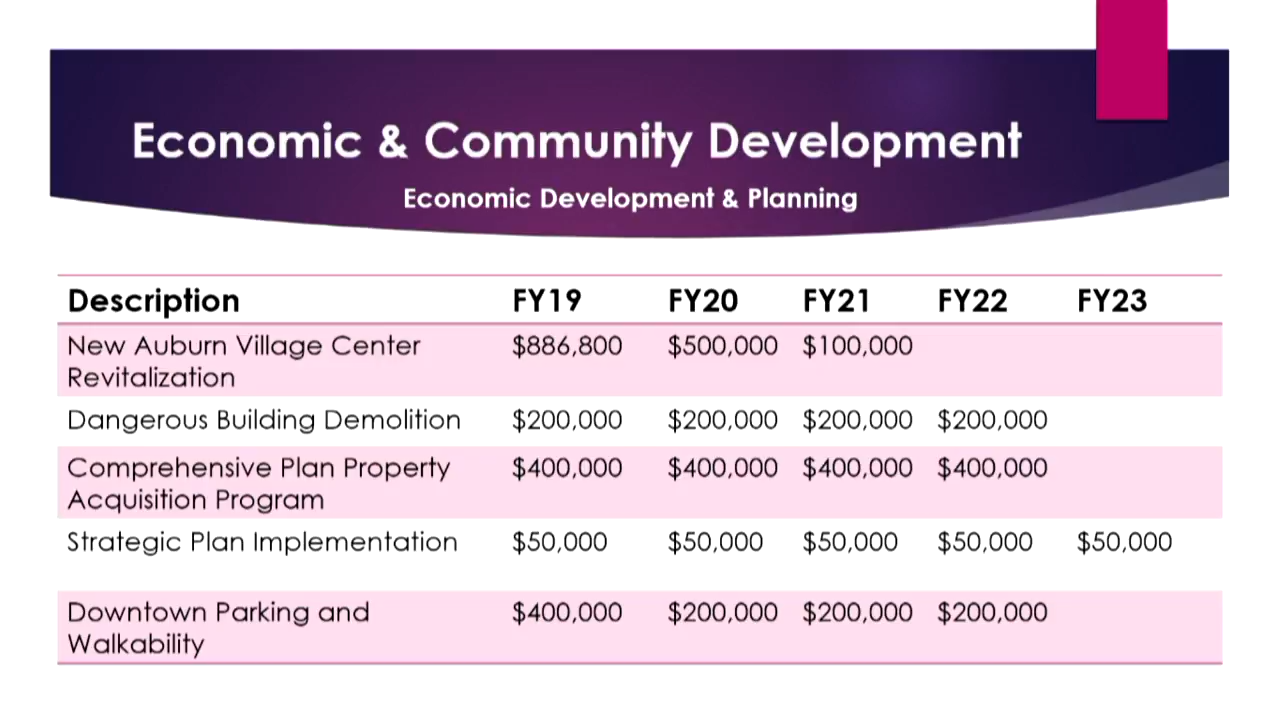 Economic & Community Development
Economic Development & Planning
Description FY19 FY20 FY21 FY22 FY23
New Auburn Village Center $886,800 $500,000 $100,000
Revitalization
Dangerous Building Demolition $200,000 $200,000 $200,000 $200,000
Comprehensive Plan Property $400,000 $400,000 $400,000 $400,000
Acquisition Program
Strategic Plan Implementation $50,000 $50,000 $50,000 $50,000 $50,000
Downtown Parking and $400,000 $200,000 $200,000 $200,000
Walkability